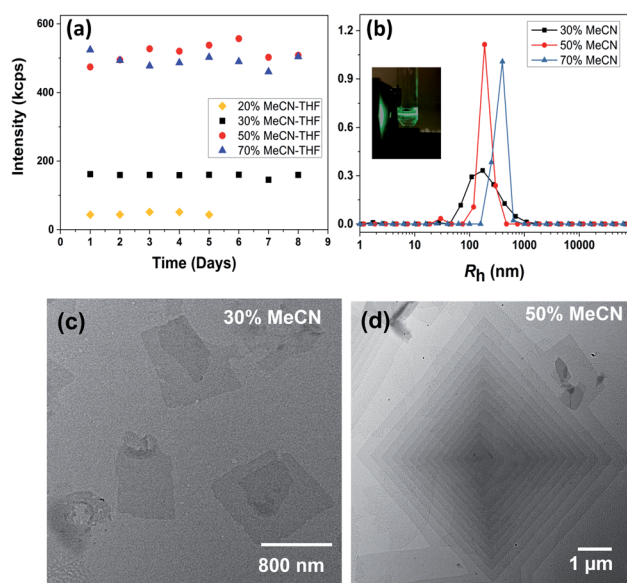 (a)
Intensity (kcps)
600
400
200
0
20% MeCN-THF
30% MeCN-THF
50% MeCN-THF
70% MeCN-THF
0 1 2 3 4 5 6 7 8 9
Time (Days)
(b)
1.2
0.9
0.6
0.3
0.0
30% MeCN
50% MeCN
70% MeCN
1 10 100 1000 10000
Rh (nm)
(c)
30% MeCN
800 nm
(d)
50% MeCN
1 µm